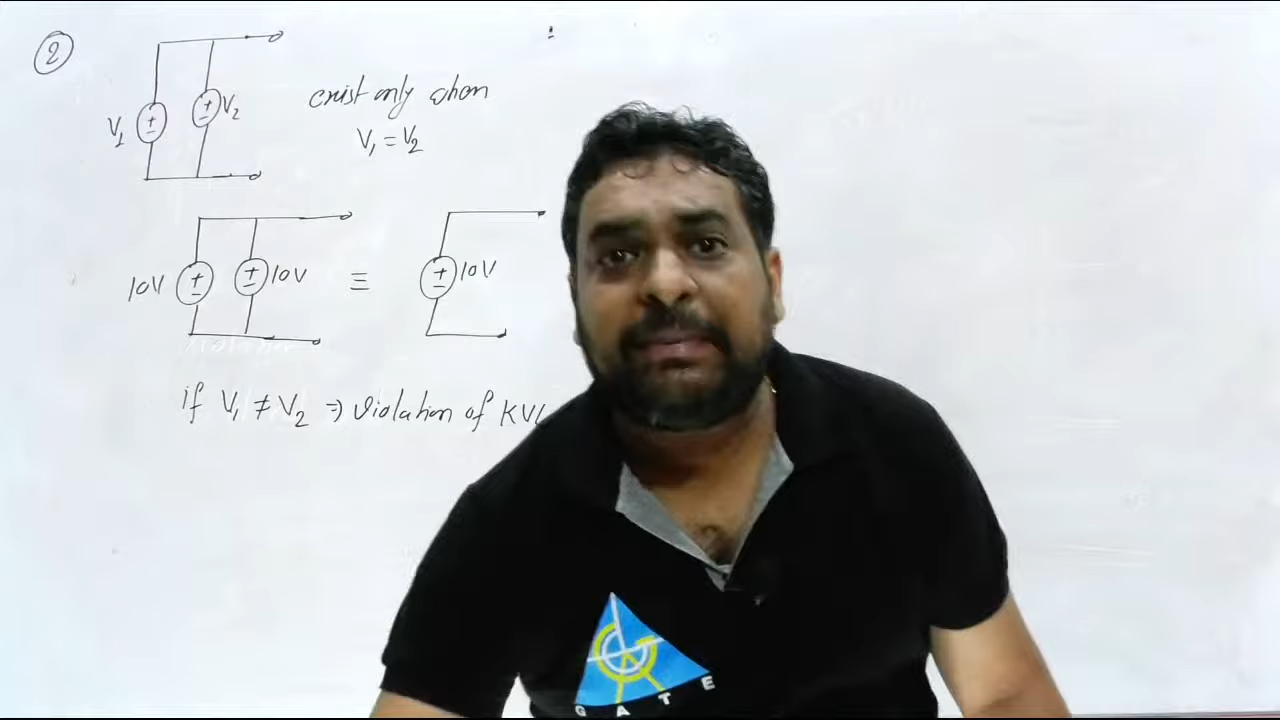 ②
V₁
+
-
+
-
V₂
exist only when
V₁ = V₂
10V
+
-
+
-
10V
≡
+
-
10V
if V₁ ≠ V₂ ⇒ Violation of KVL
GATE